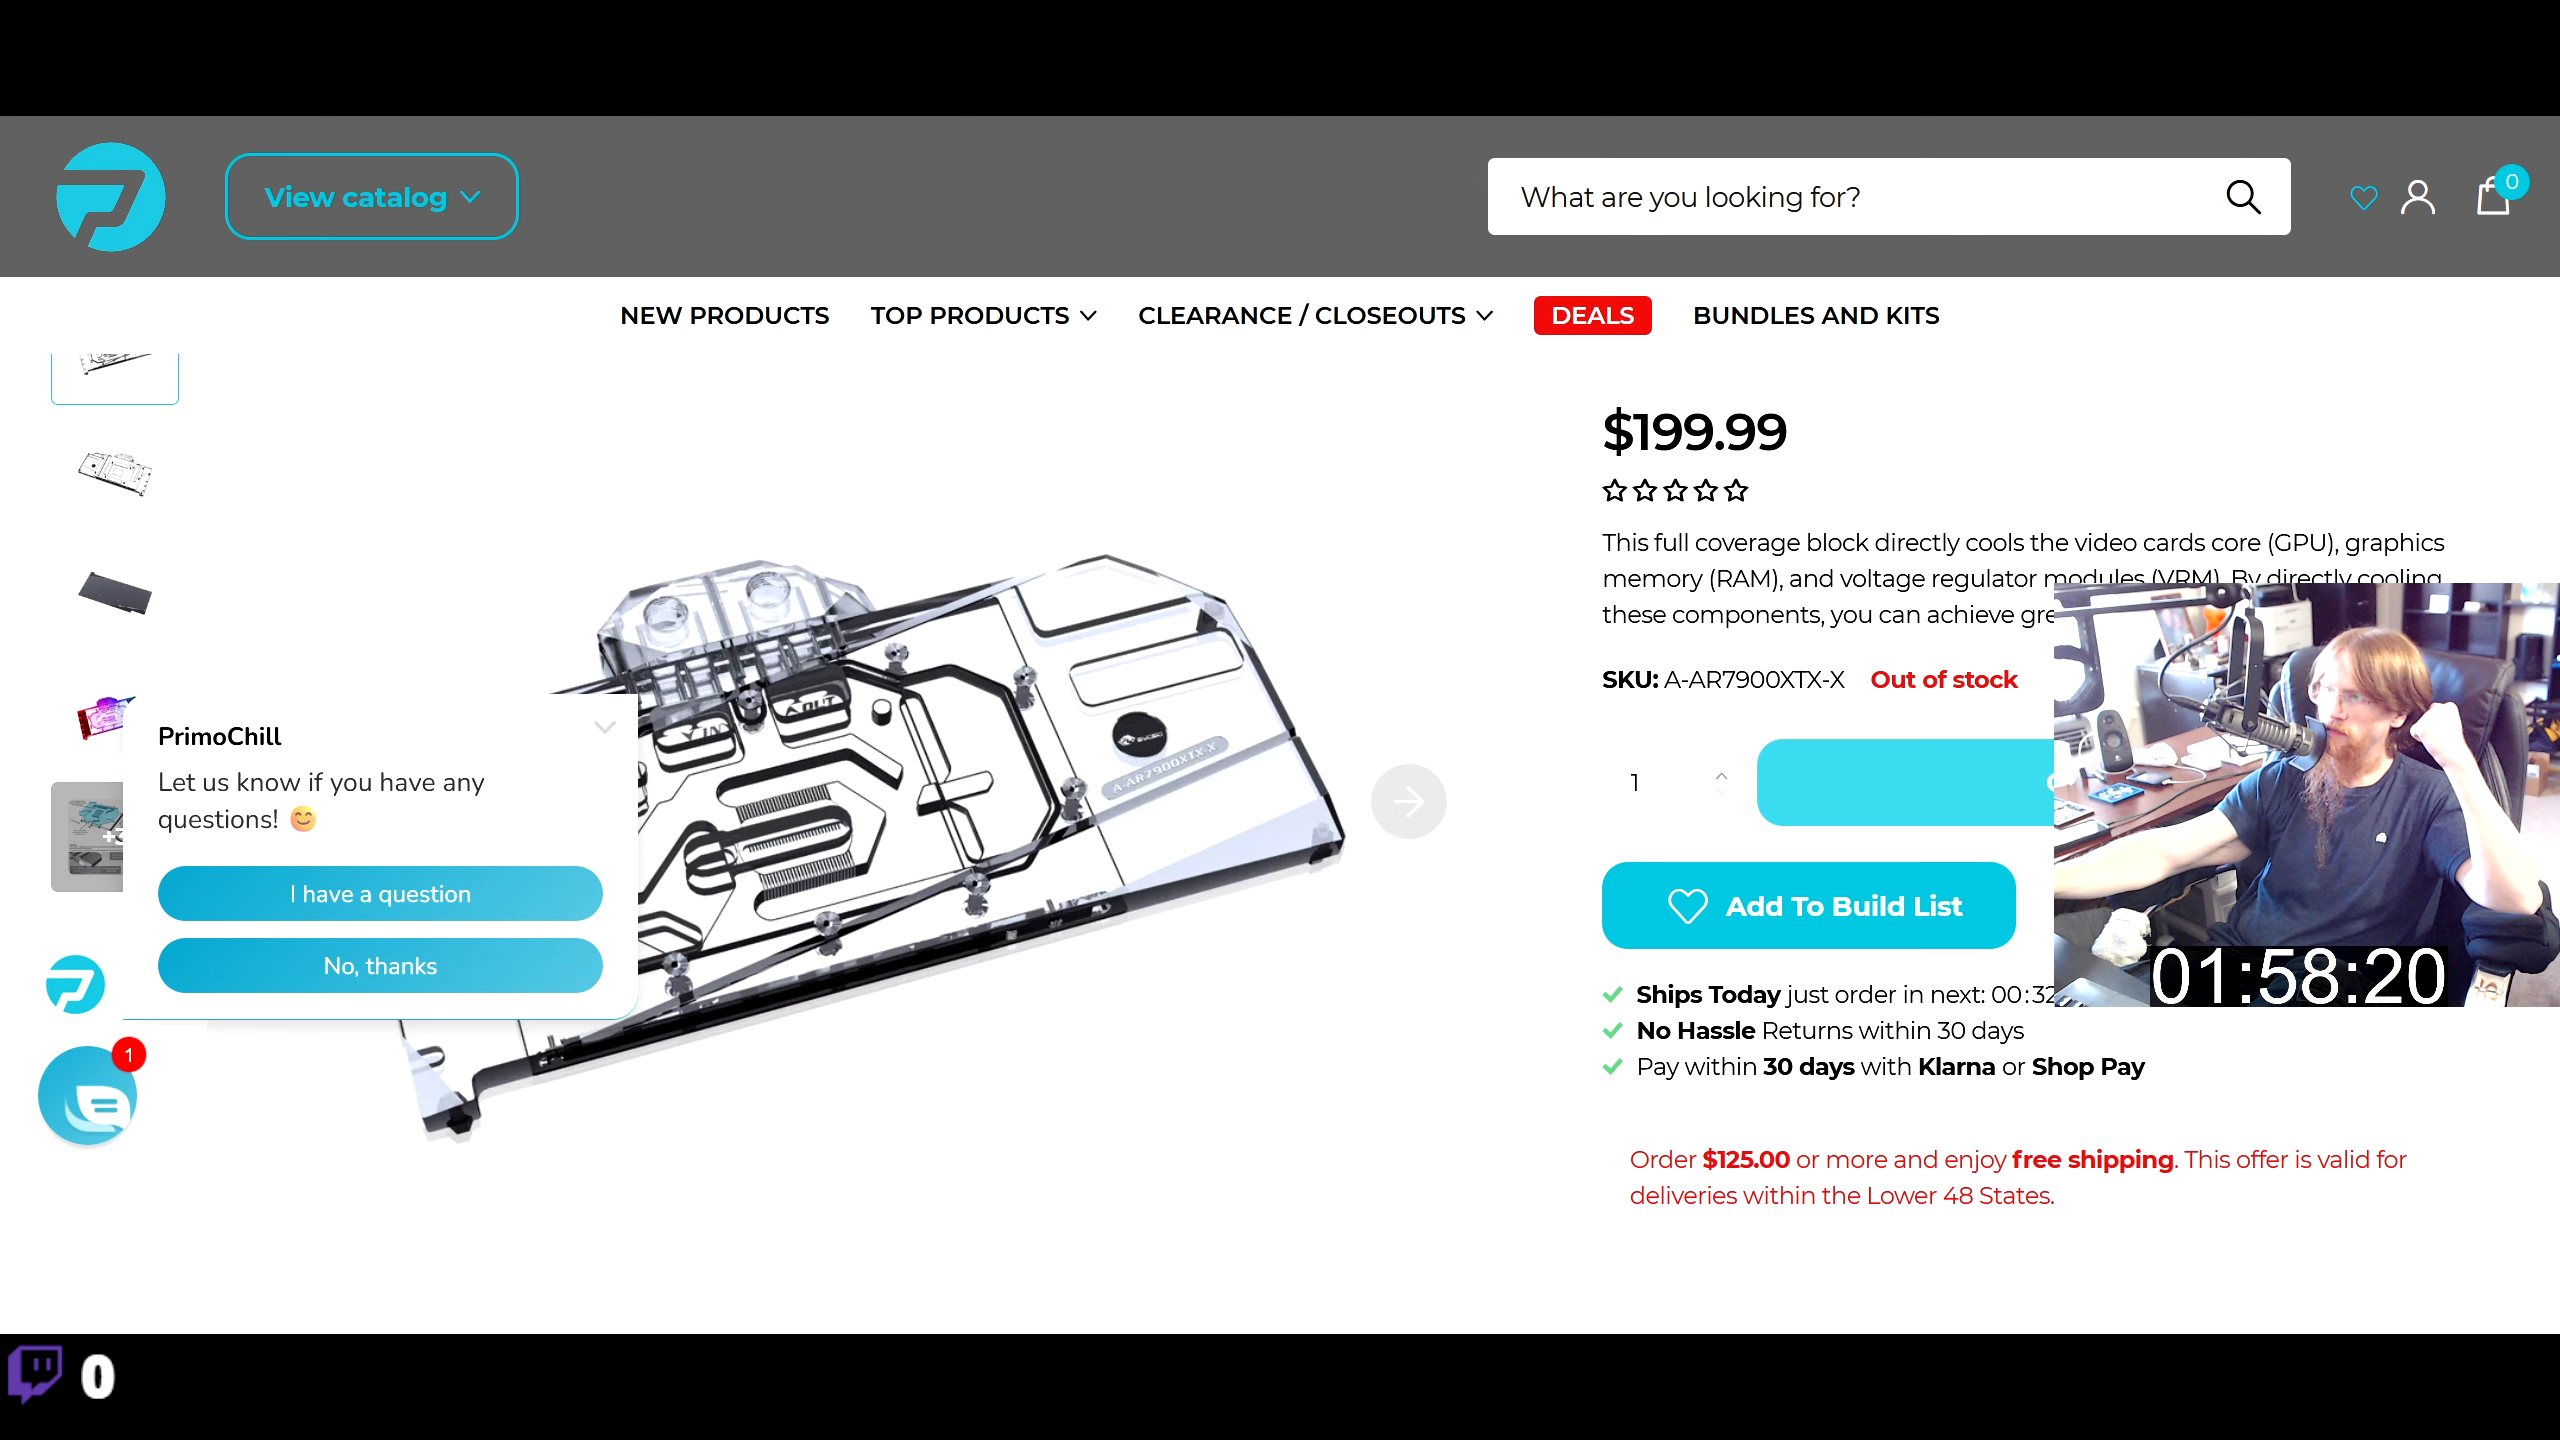 View catalog
What are you looking for?
0
NEW PRODUCTS
TOP PRODUCTS
CLEARANCE / CLOSEOUTS
DEALS
BUNDLES AND KITS
$199.99
This full coverage block directly cools the video cards core (GPU), graphics
memory (RAM), and voltage regulator modules (VRM). By directly cooling
these components, you can achieve
SKU: A-AR7900XTX-X Out of stock
1
Add To Build List
Ships Today just order in next: 00:32
No Hassle Returns within 30 days
Pay within 30 days with Klarna or Shop Pay
Order $125.00 or more and enjoy free shipping. This offer is valid for
deliveries within the Lower 48 States.
IN
OUT
A-AR7900XTX-X
PrimoChill
Let us know if you have any
questions! 😊
I have a question
No, thanks
1
01:58:20
0